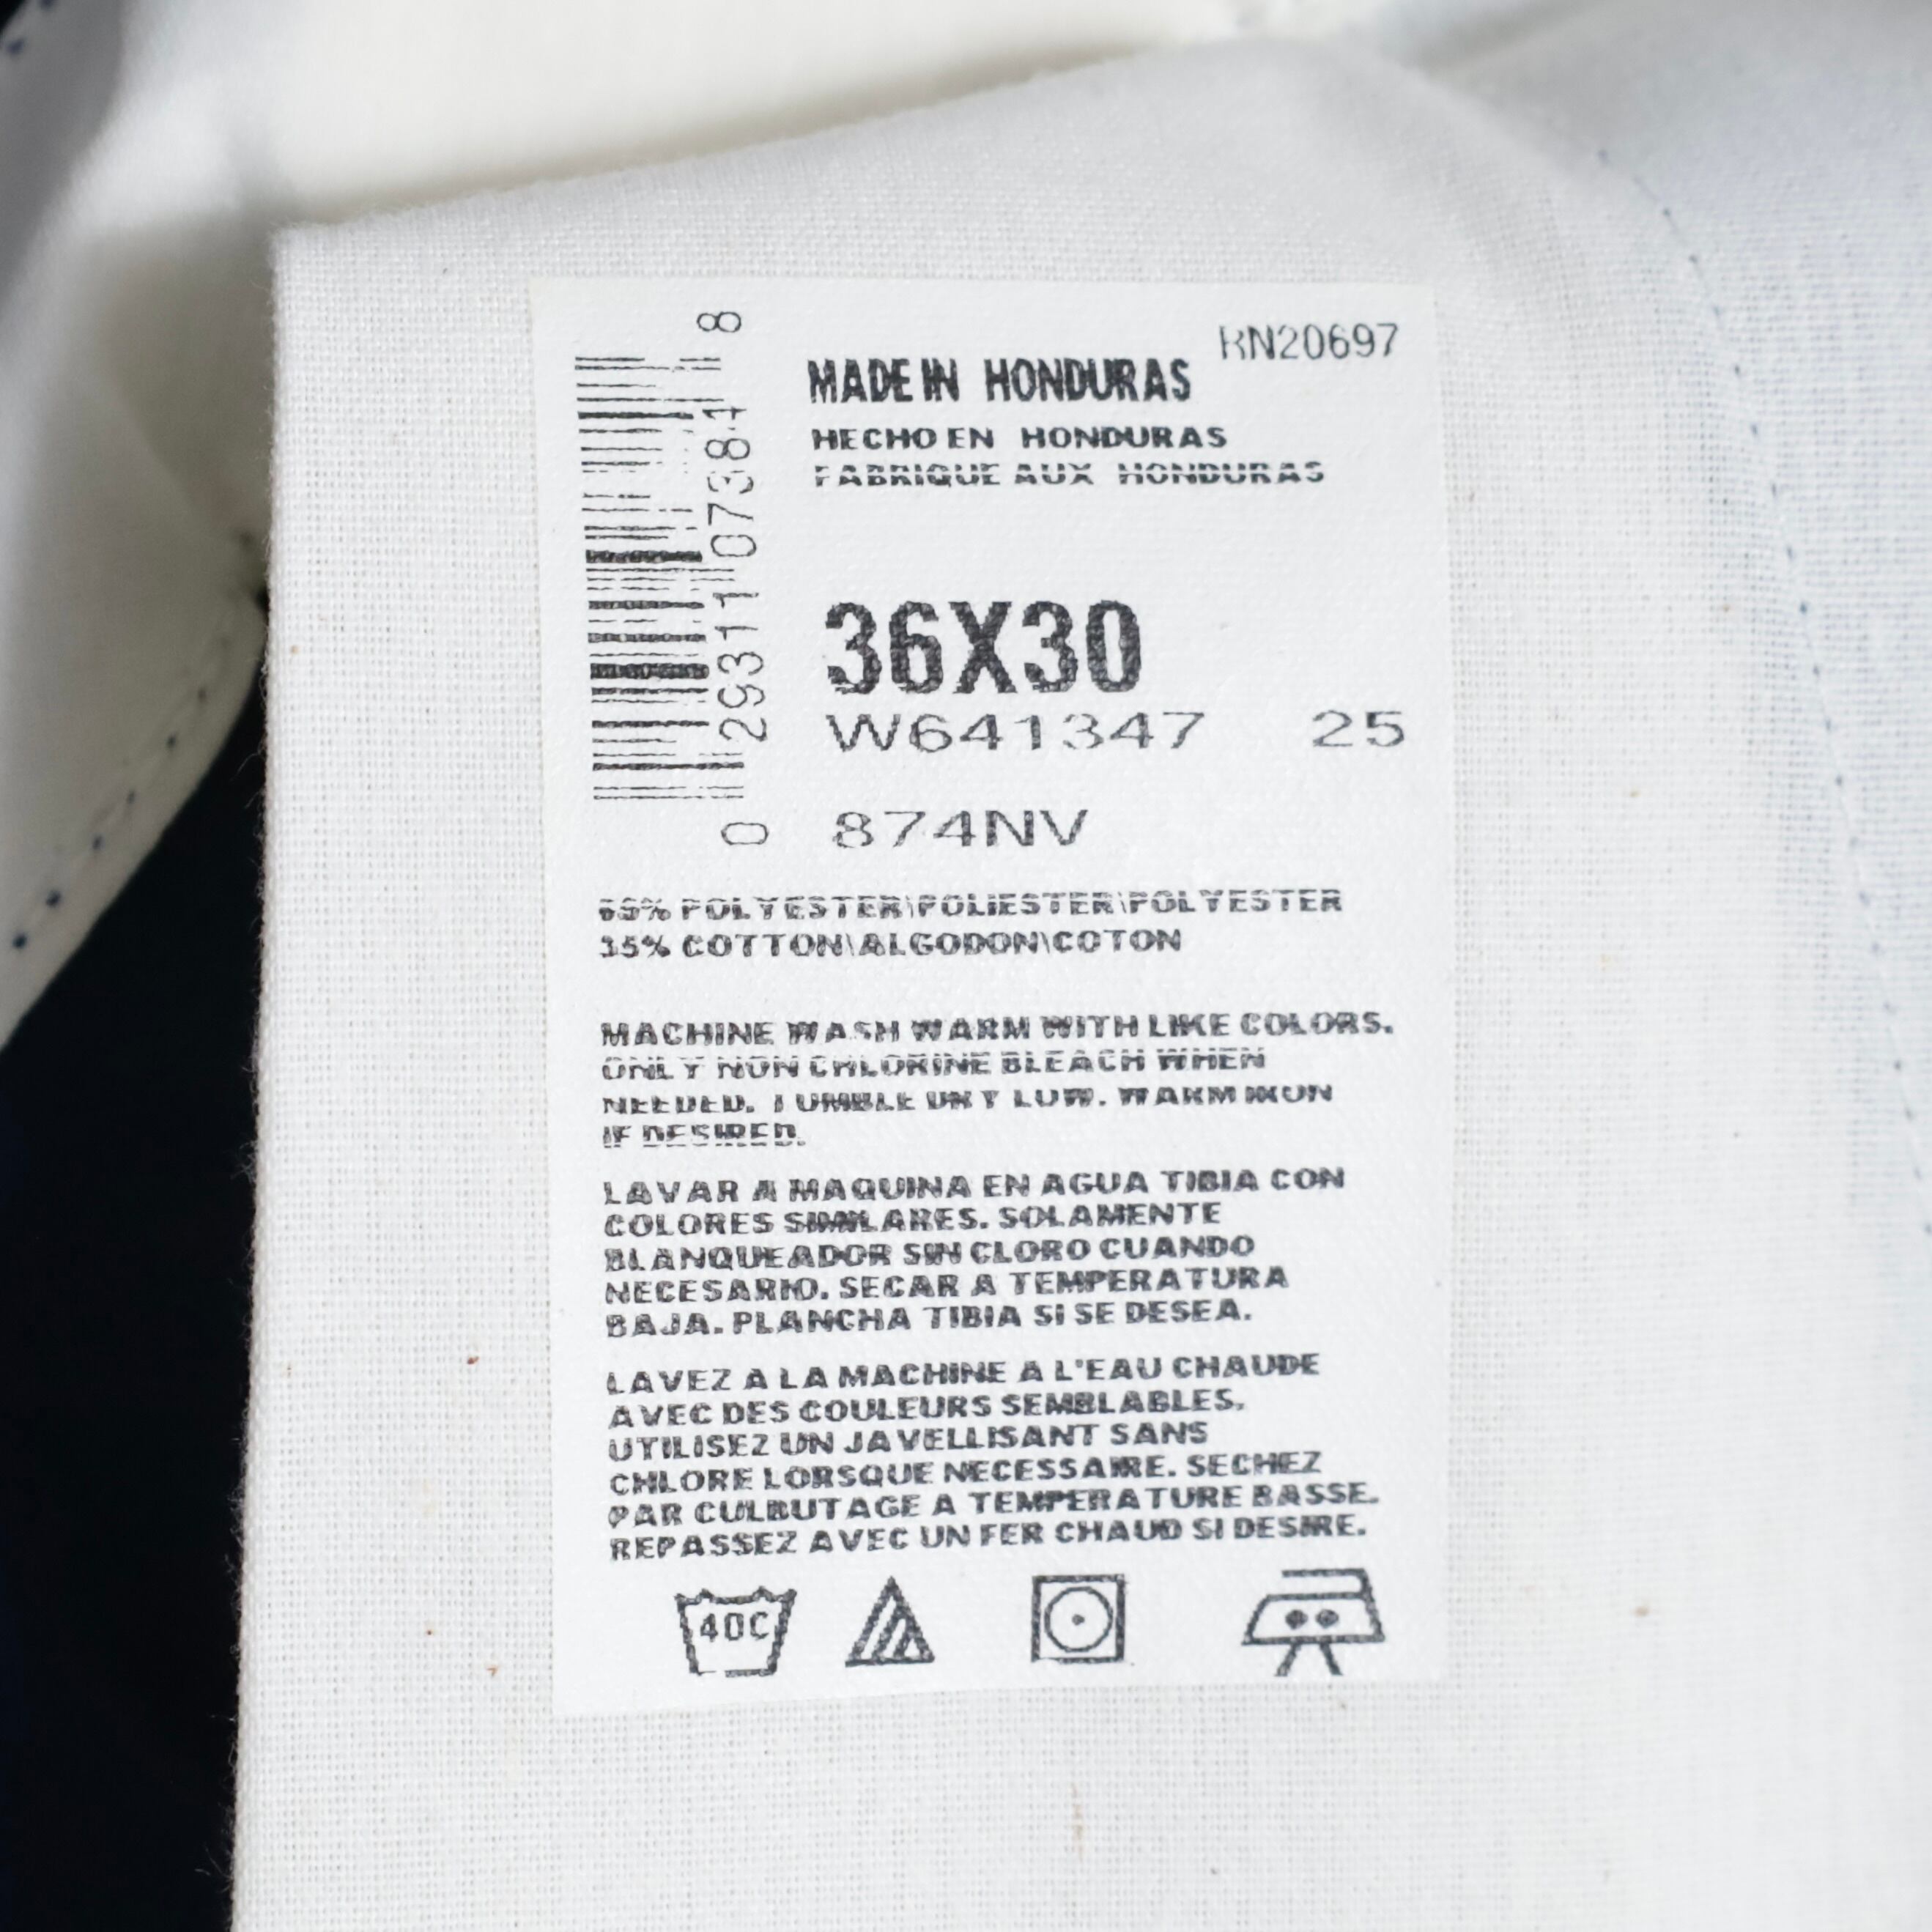 8
0 29311 07384
RN20697
MADE IN HONDURAS
HECHO EN HONDURAS
FABRIQUE AUX HONDURAS
36X30
W641347 25
874NV
65% POLYESTER\POLIESTER\POLYESTER
35% COTTON\ALGODON\COTON
MACHINE WASH WARM WITH LIKE COLORS.
ONLY NON CHLORINE BLEACH WHEN
NEEDED. TUMBLE DRY LOW. WARM IRON
IF DESIRED.
LAVAR A MAQUINA EN AGUA TIBIA CON
COLORES SIMILARES. SOLAMENTE
BLANQUEADOR SIN CLORO CUANDO
NECESARIO. SECAR A TEMPERATURA
BAJA. PLANCHA TIBIA SI SE DESEA.
LAVEZ A LA MACHINE A L'EAU CHAUDE
AVEC DES COULEURS SEMBLABLES.
UTILISEZ UN JAVELLISANT SANS
CHLORE LORSQUE NECESSAIRE. SECHEZ
PAR CULBUTAGE A TEMPERATURE BASSE.
REPASSEZ AVEC UN FER CHAUD SI DESIRE.
40C